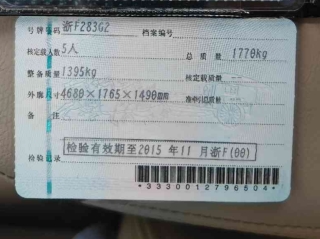 号牌号码 浙F283G2 档案编号
核定载人数 5人 总质量 1770kg
整备质量 1395kg 核定载质量 --
外廓尺寸 4680×1765×1490mm 准牵引总质量 --
检验记录 检验有效期至2015 年11 月浙F(00)
*3330012796504*